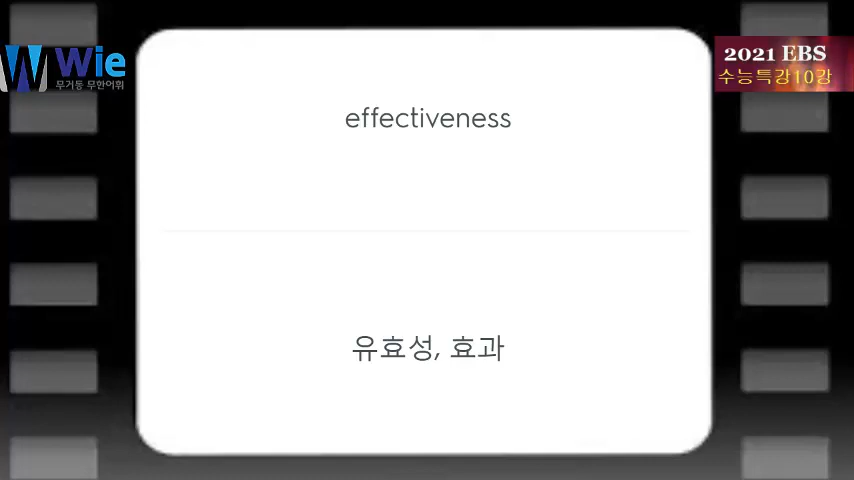 Wie
무거동 무한어휘
2021 EBS
수능특강10강
effectiveness
유효성, 효과